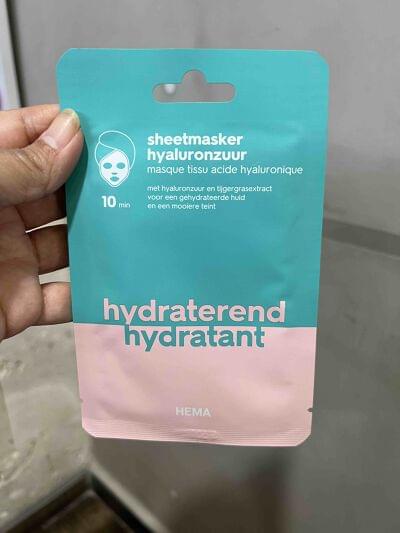 sheetmasker
hyaluronzuur
masque tissu acide hyaluronique
met hyaluronzuur en tijgergrasextract
voor een gehydrateerde huid
en een mooiere teint
10 min
hydraterend
hydratant
HEMA